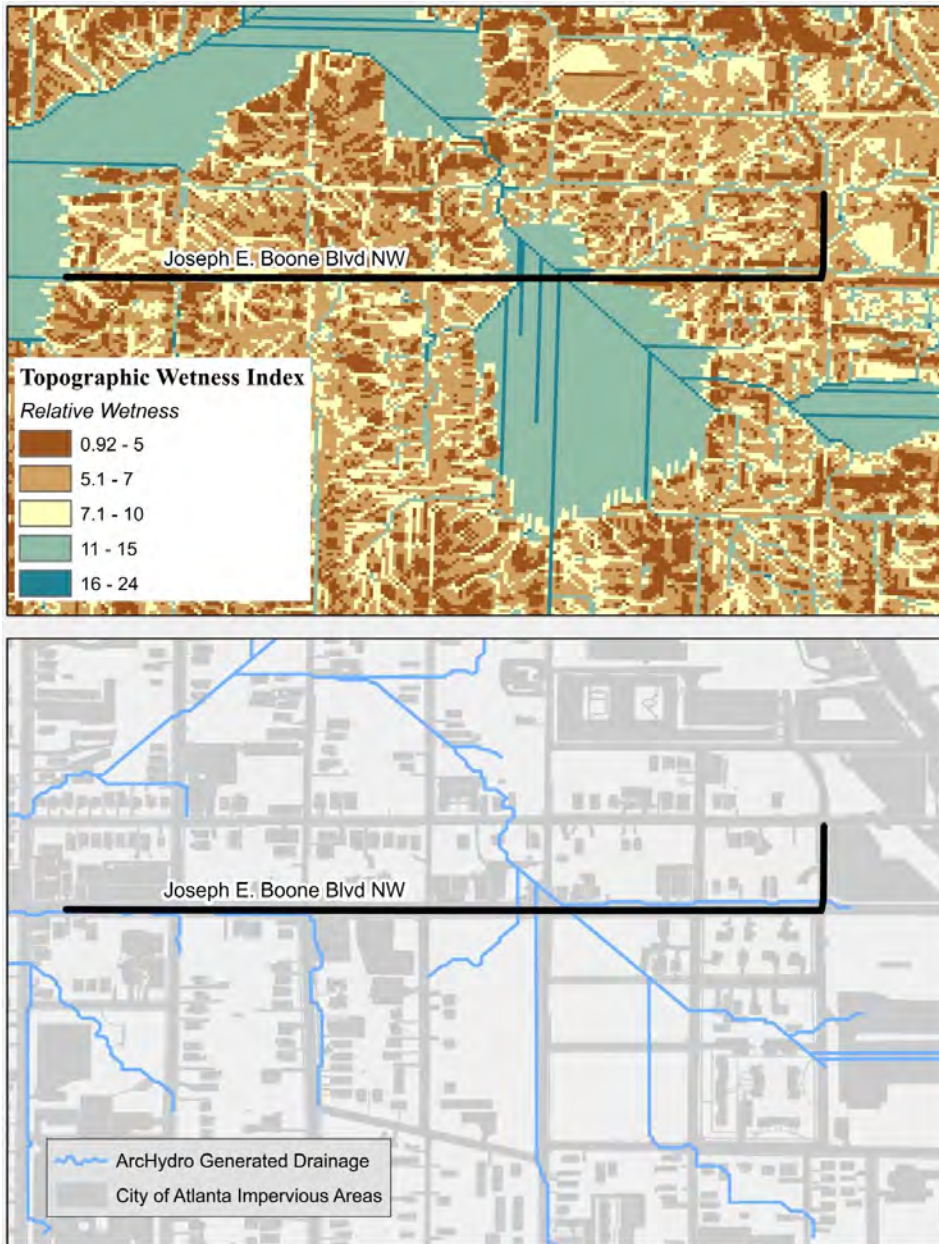 Joseph E. Boone Blvd NW
Topographic Wetness Index
Relative Wetness
0.92 - 5
5.1 - 7
7.1 - 10
11 - 15
16 - 24
Joseph E. Boone Blvd NW
ArcHydro Generated Drainage
City of Atlanta Impervious Areas